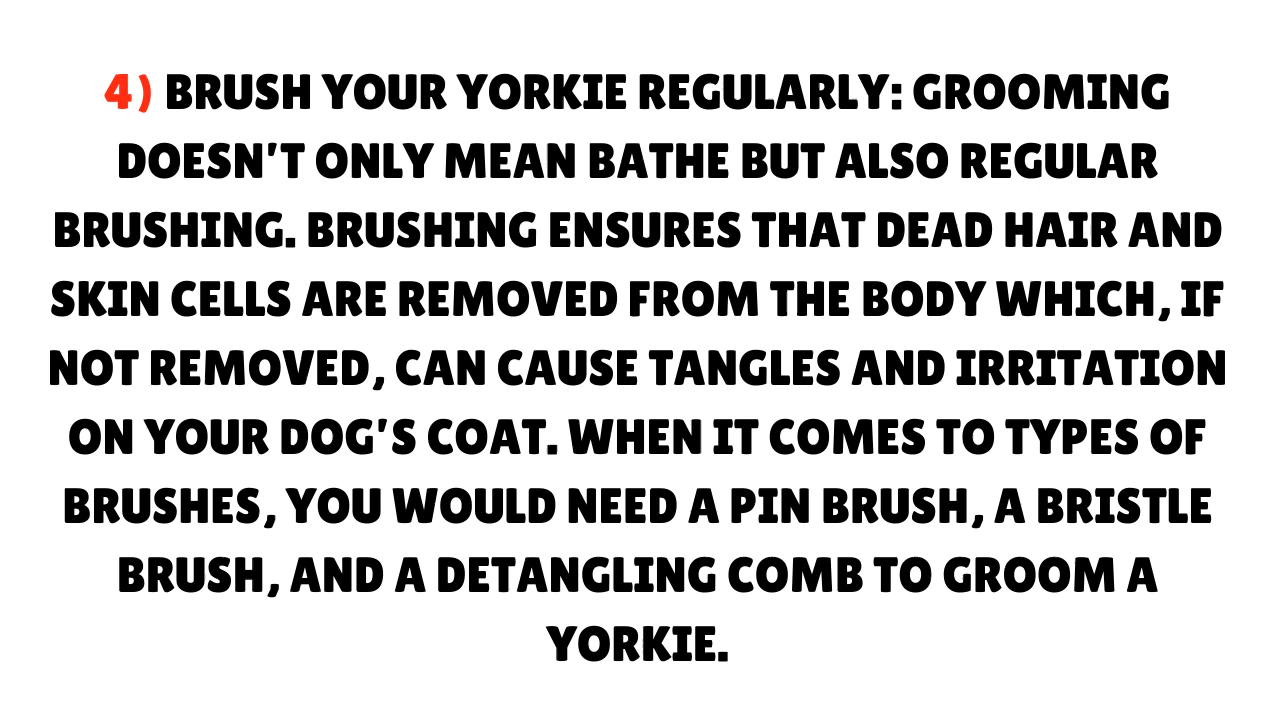 4) BRUSH YOUR YORKIE REGULARLY: GROOMING
DOESN'T ONLY MEAN BATHE BUT ALSO REGULAR
BRUSHING. BRUSHING ENSURES THAT DEAD HAIR AND
SKIN CELLS ARE REMOVED FROM THE BODY WHICH, IF
NOT REMOVED, CAN CAUSE TANGLES AND IRRITATION
ON YOUR DOG'S COAT. WHEN IT COMES TO TYPES OF
BRUSHES, YOU WOULD NEED A PIN BRUSH, A BRISTLE
BRUSH, AND A DETANGLING COMB TO GROOM A
YORKIE.